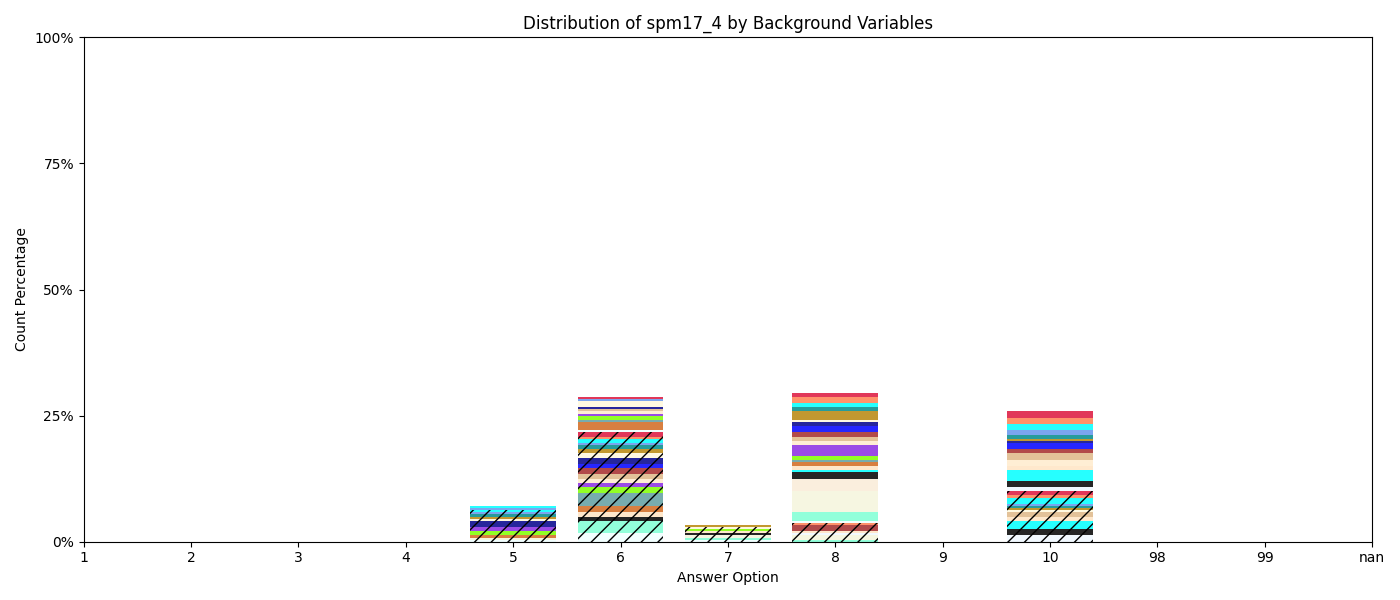 Distribution of spm17_4 by Background Variables
100%
75%
50%
25%
0%
Count Percentage
1 2 3 4 5 6 7 8 9 10 98 99 nan
Answer Option